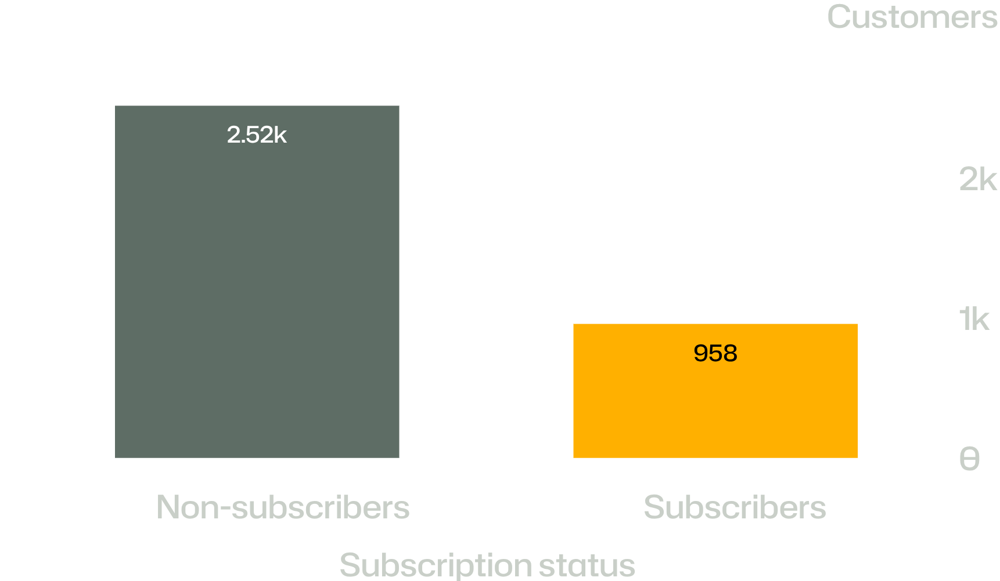 Customers
2.52k
2k
1k
958
0
Non-subscribers
Subscribers
Subscription status